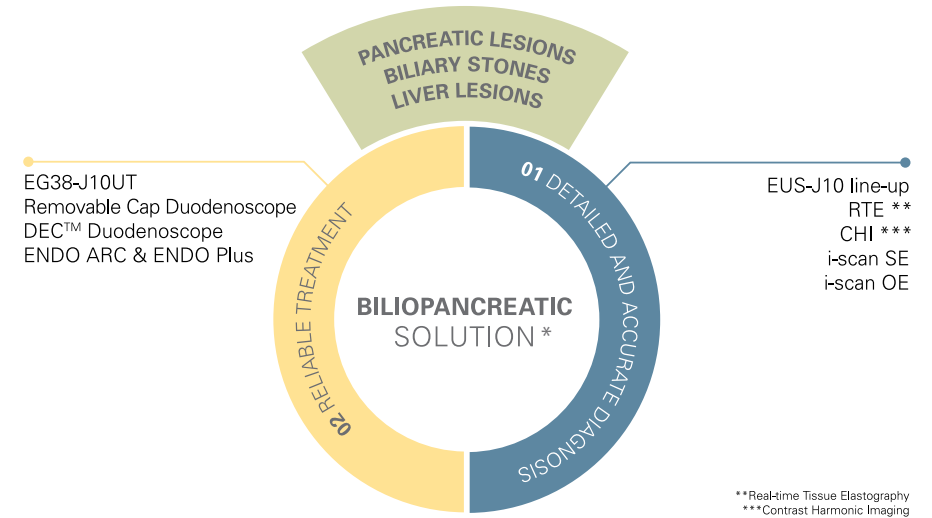 PANCREATIC LESIONS
BILIARY STONES
LIVER LESIONS
EG38-J10UT
Removable Cap Duodenoscope
DEC™ Duodenoscope
ENDO ARC & ENDO Plus
02 RELIABLE TREATMENT
BILIOPANCREATIC
SOLUTION*
01 DETAILED AND ACCURATE DIAGNOSIS
EUS-J10 line-up
RTE **
CHI ***
i-scan SE
i-scan OE
**Real-time Tissue Elastography
***Contrast Harmonic Imaging